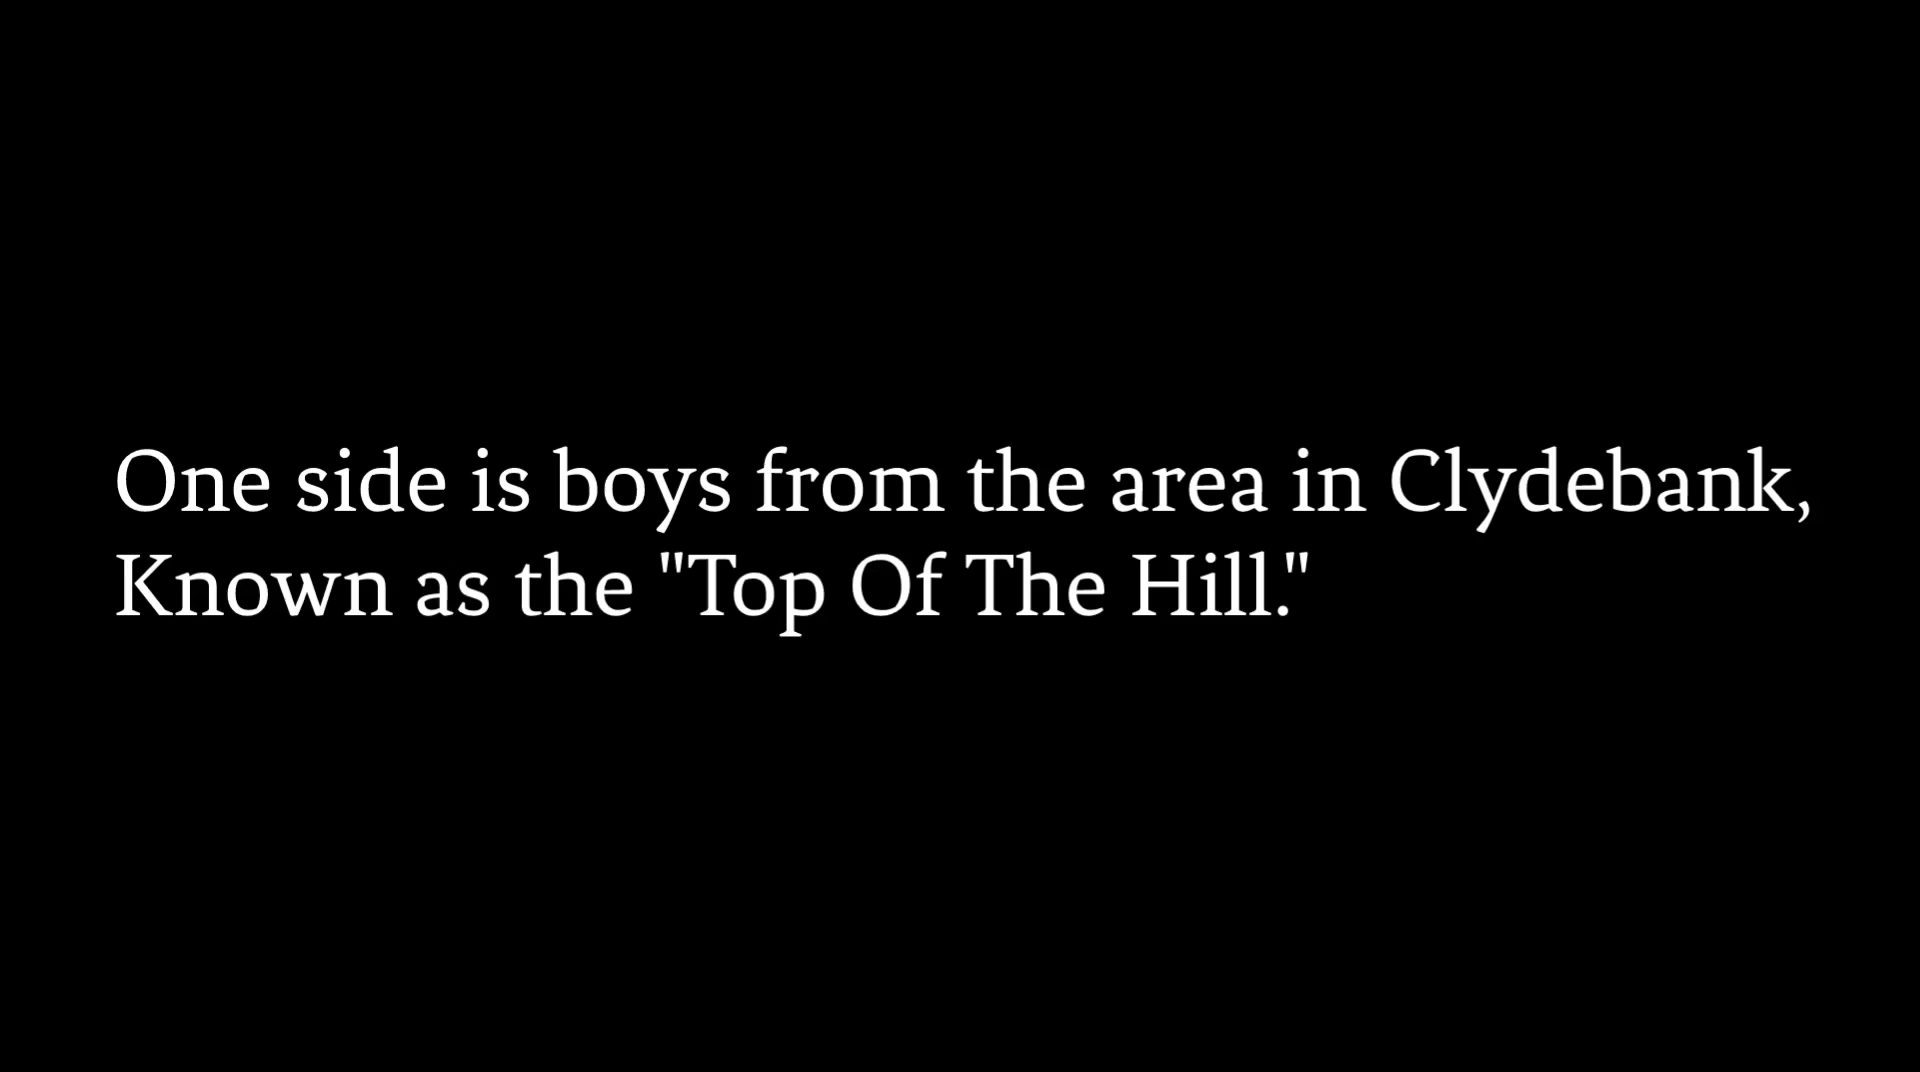 One side is boys from the area in Clydebank,
Known as the "Top Of The Hill."